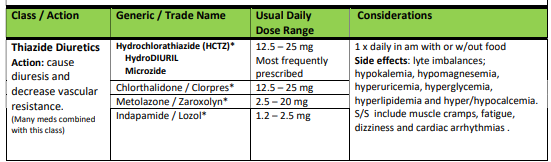 Class / Action
Generic / Trade Name
Usual Daily
Dose Range
Considerations
Thiazide Diuretics
Action: cause
diuresis and
decrease vascular
resistance.
(Many meds combined
with this class)
Hydrochlorathiazide (HCTZ)*
HydroDIURIL
Microzide
12.5 – 25 mg
Most frequently
prescribed
Chlorthalidone / Clorpres*
12.5 – 25 mg
Metolazone / Zaroxolyn*
2.5 – 20 mg
Indapamide / Lozol*
1.2 – 2.5 mg
1 x daily in am with or w/out food
Side effects: lyte imbalances;
hypokalemia, hypomagnesemia,
hyperuricemia, hyperglycemia,
hyperlipidemia and hyper/hypocalcemia.
S/S include muscle cramps, fatigue,
dizziness and cardiac arrhythmias .